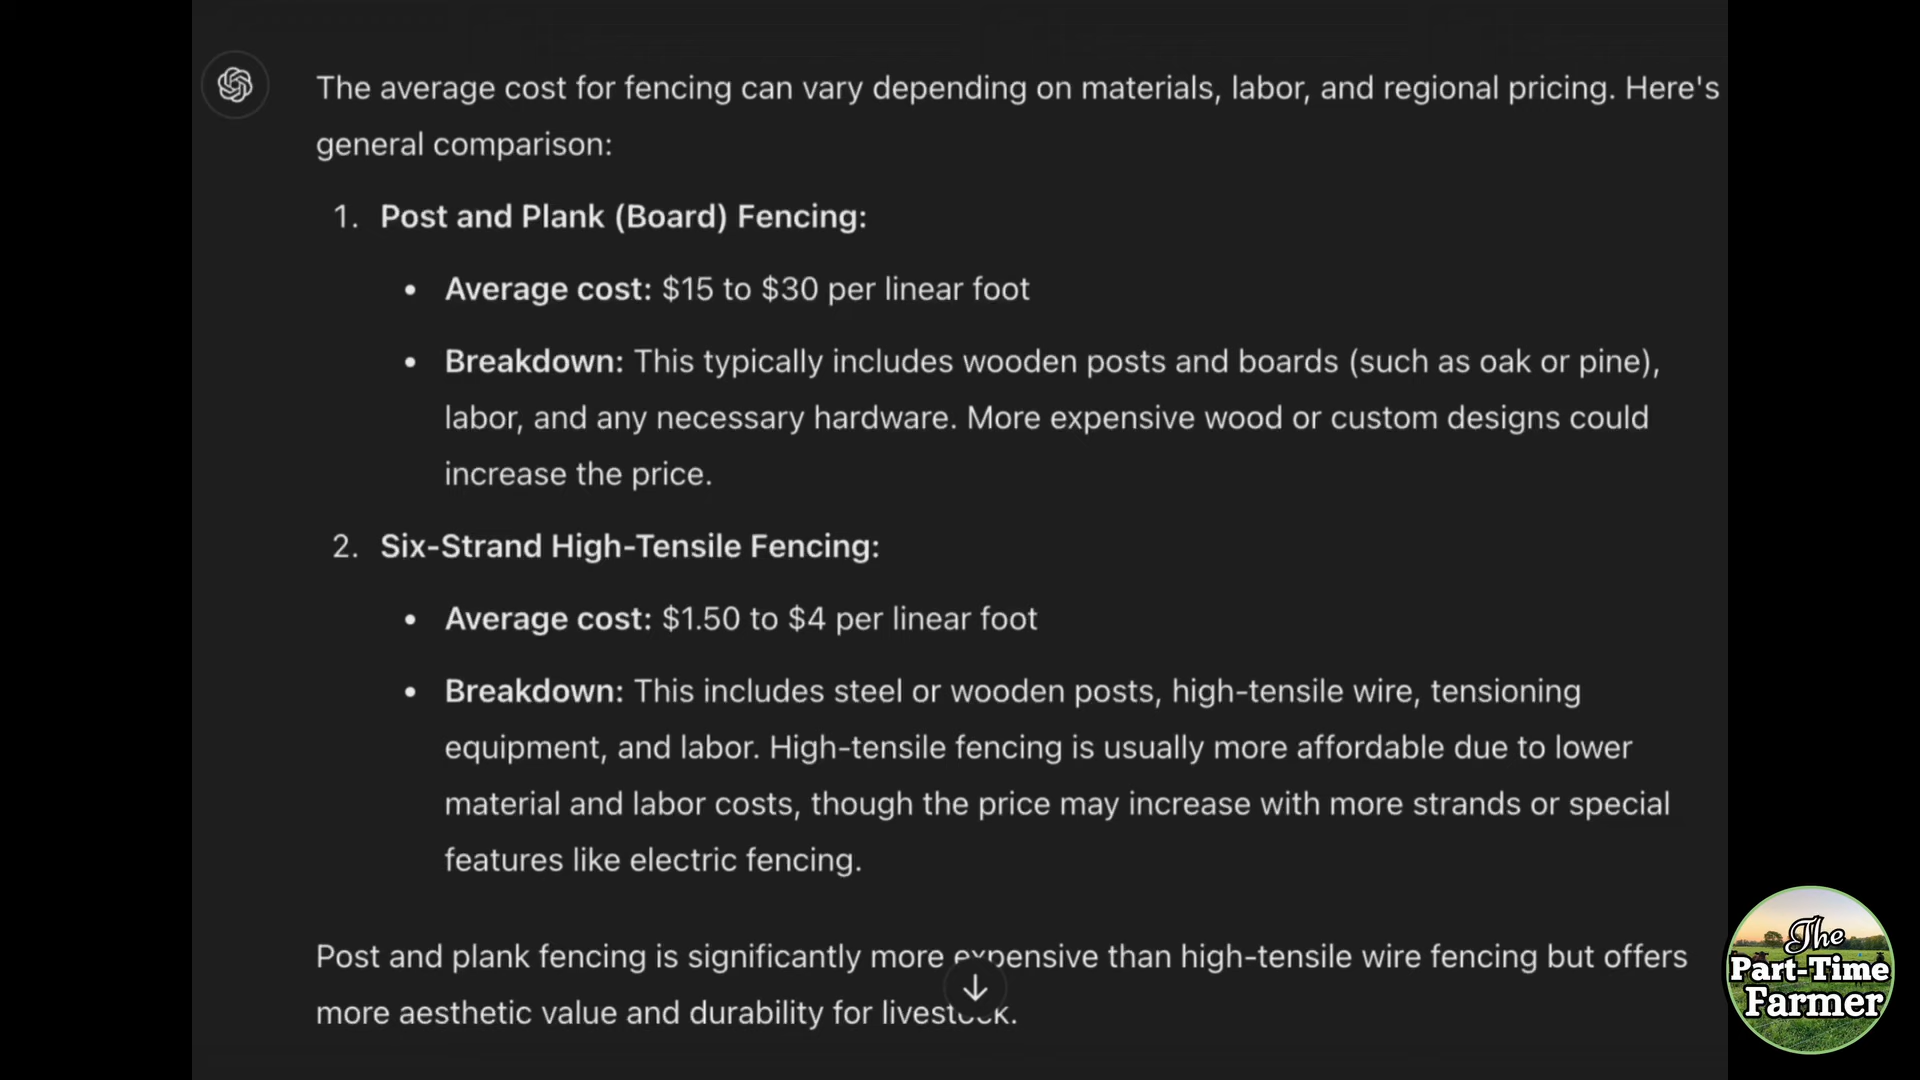 The average cost for fencing can vary depending on materials, labor, and regional pricing. Here's
general comparison:
1. Post and Plank (Board) Fencing:
• Average cost: $15 to $30 per linear foot
• Breakdown: This typically includes wooden posts and boards (such as oak or pine),
labor, and any necessary hardware. More expensive wood or custom designs could
increase the price.
2. Six-Strand High-Tensile Fencing:
• Average cost: $1.50 to $4 per linear foot
• Breakdown: This includes steel or wooden posts, high-tensile wire, tensioning
equipment, and labor. High-tensile fencing is usually more affordable due to lower
material and labor costs, though the price may increase with more strands or special
features like electric fencing.
Post and plank fencing is significantly more expensive than high-tensile wire fencing but offers
more aesthetic value and durability for livestock.
The
Part-Time
Farmer